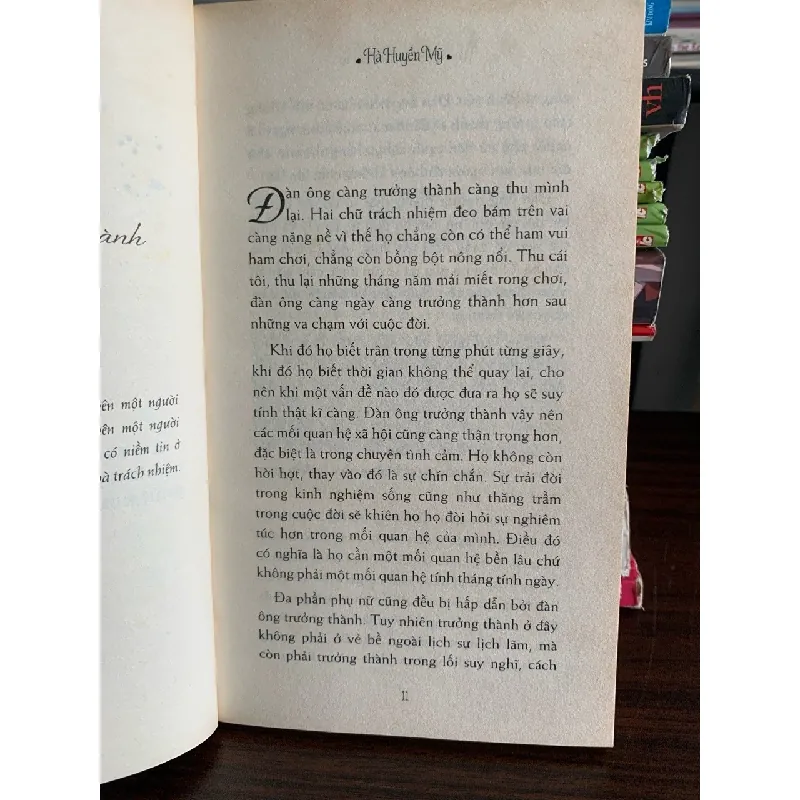 ành
ên một người
ên một người
có niềm tin ở
à trách nhiệm.
Hà Huyền Mỹ
Đàn ông càng trưởng thành càng thu mình
lại. Hai chữ trách nhiệm đeo bám trên vai
càng nặng nề vì thế họ chẳng còn có thể ham vui
ham chơi, chẳng còn bồng bột nông nổi. Thu cái
tôi, thu lại những tháng năm mải miết rong chơi,
đàn ông càng ngày càng trưởng thành hơn sau
những va chạm với cuộc đời.
Khi đó họ biết trân trọng từng phút từng giây,
khi đó họ biết thời gian không thể quay lại, cho
nên khi một vấn đề nào đó được đưa ra họ sẽ suy
tính thật kĩ càng. Đàn ông trưởng thành vậy nên
các mối quan hệ xã hội cũng càng thận trọng hơn,
đặc biệt là trong chuyện tình cảm. Họ không còn
hời hợt, thay vào đó là sự chín chắn. Sự trải đời
trong kinh nghiệm sống cũng như thăng trầm
trong cuộc đời sẽ khiến họ họ đòi hỏi sự nghiêm
túc hơn trong mối quan hệ của mình. Điều đó
có nghĩa là họ cần một mối quan hệ bền lâu chứ
không phải một mối quan hệ tính tháng tính ngày.
Đa phần phụ nữ cũng đều bị hấp dẫn bởi đàn
ông trưởng thành. Tuy nhiên trưởng thành ở đây
không phải ở vẻ bề ngoài lịch sự lịch lãm, mà
còn phải trưởng thành trong lối suy nghĩ, cách
11
vh